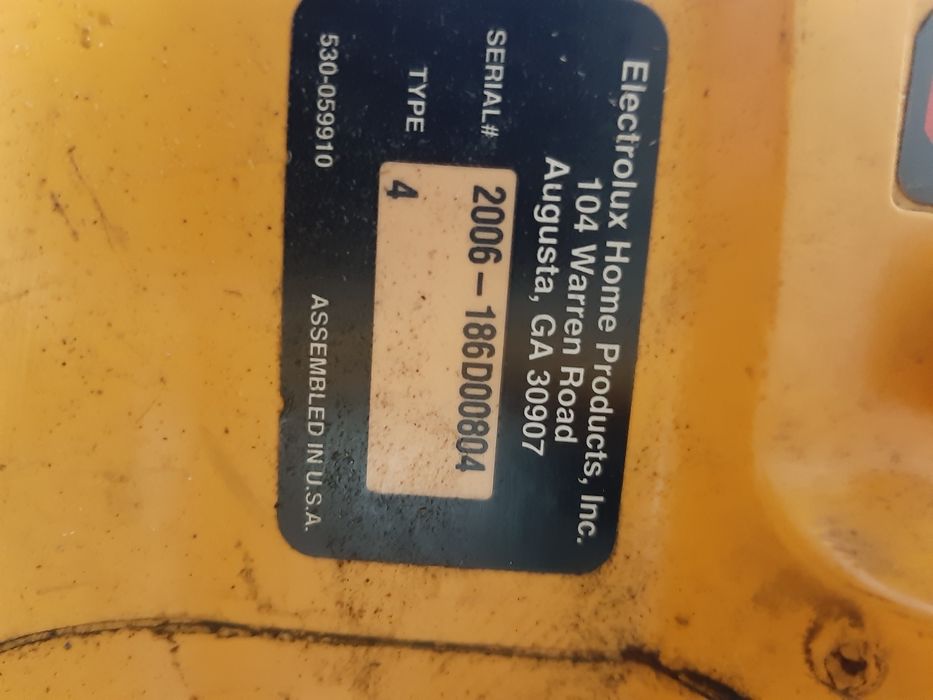 Electrolux Home Products, Inc.
104 Warren Road
Augusta, GA 30907
SERIAL# 2006-186D00804
TYPE 4
530-059910 ASSEMBLED IN U.S.A.